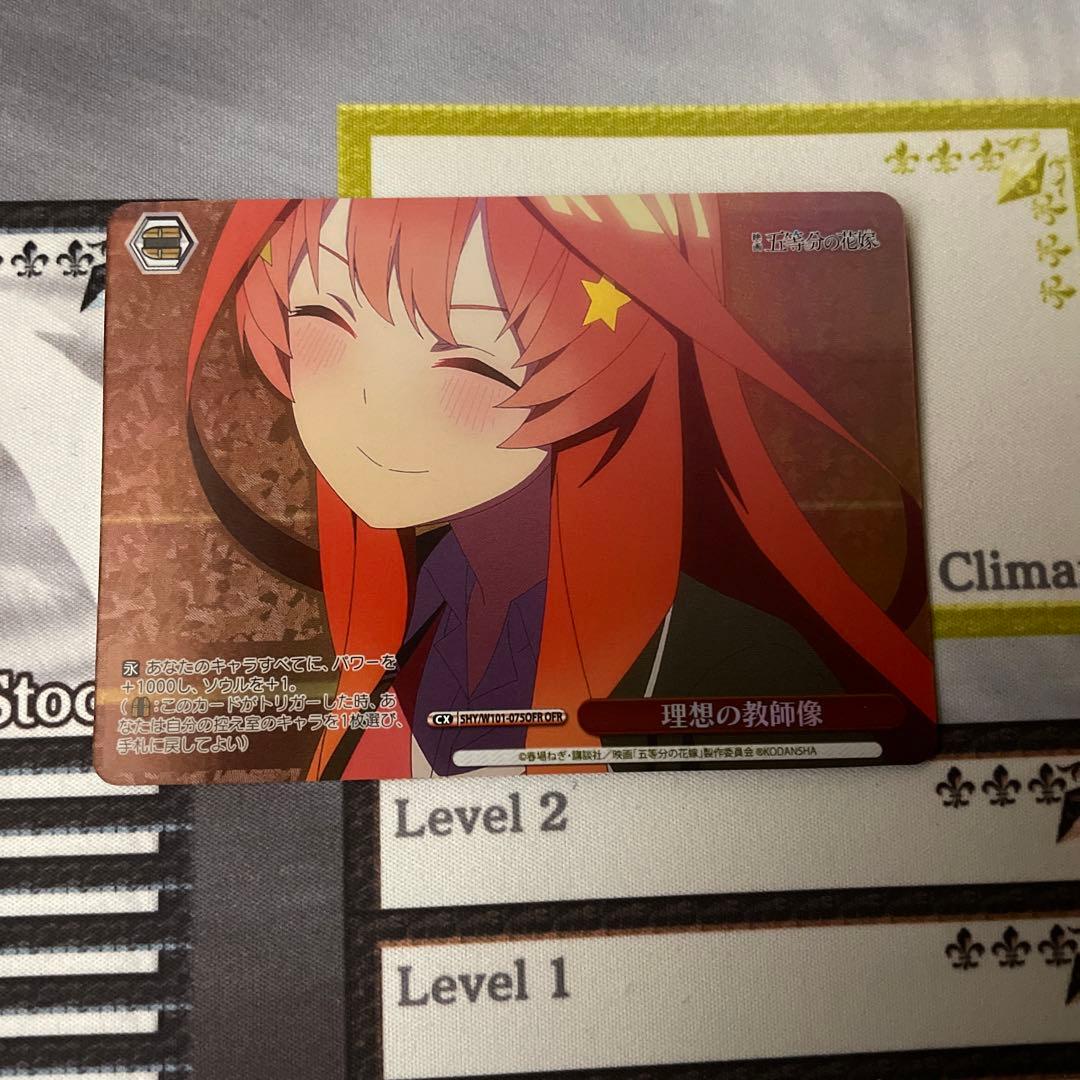 映画 五等分の花嫁
永 あなたのキャラすべてに、パワーを
+1000し、ソウルを+1。
( :このカードがトリガーした時、あ
なたは自分の控え室のキャラを1枚選び、
手札に戻してよい)
CX 5HY/W101-075OFR OFR
理想の教師像
©春場ねぎ・講談社／映画「五等分の花嫁」製作委員会 ®KODANSHA
Clima
Stoc
Level 2
Level 1